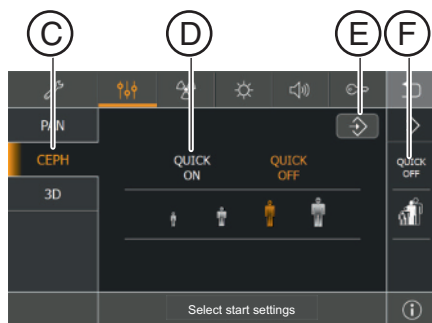 C D E F
PAN
CEPH
3D
QUICK
ON
QUICK
OFF
QUICK
OFF
Select start settings
i